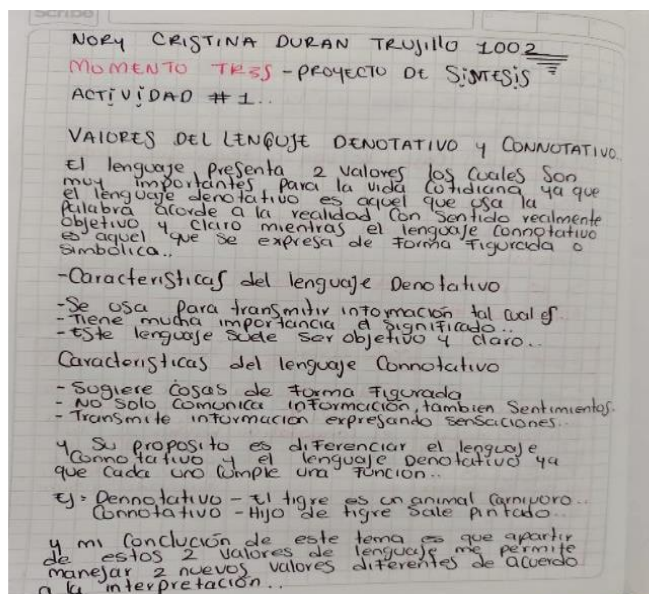 Scribe
NORY CRISTINA DURAN TRUJILLO 1002
MOMENTO TR3S - PROYECTO DE SiNTESiS
ACTiViDAD #1..
VALORES DEL LENGUJE DENOTATIVO y CONNOTATIVO.
El lenguaje presenta 2 valores los cuales son
muy importantes para la vida cotidiana ya que
el lenguaje denotativo es aquel que usa la
palabra acorde a la realidad con sentido realmente
objetivo y claro mientras el lenguaje connotativo
es aquel que se expresa de forma figurada o
simbolica..
-Caracteristicas del lenguaje Denotativo
-Se usa para transmitir informacion tal cual es.
-Tiene mucha importancia el significado..
-Este lenguaje suele ser objetivo y claro..
Caracteristicas del lenguaje Connotativo
- Sugiere cosas de forma figurada
- No solo comunica información, tambien Sentimientos.
- Transmite informacion expresando sensaciones..
y su proposito es diferenciar el lenguaje
Connotativo y el lenguaje Denotativo ya
que cada uno cumple una funcion..
Ej: Dennotativo - El tigre es un animal carnivoro..
Connotativo - Hijo de tigre sale pintado..
y mi conclución de este tema es que apartir
de estos 2 valores de lenguaje me permite
manejar 2 nuevos valores diferentes de acuerdo
a la interpretación..